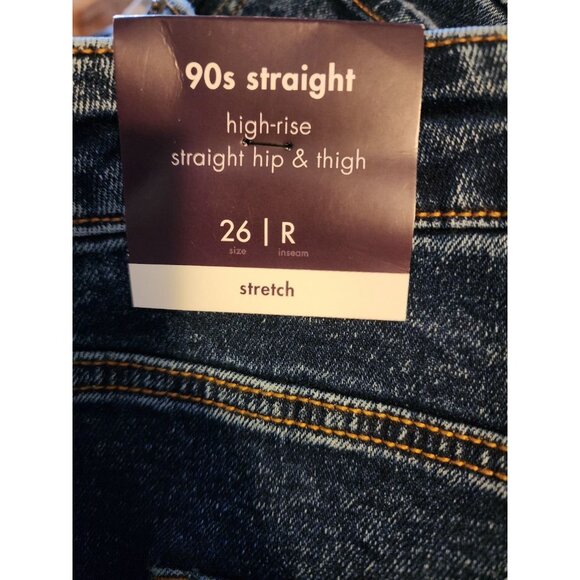 90s straight
high-rise
straight hip & thigh
26 | R
size inseam
stretch